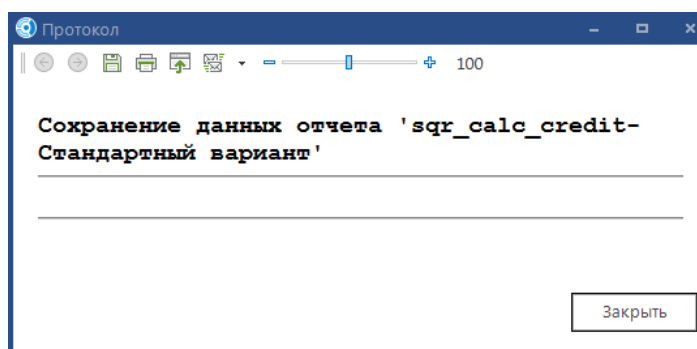 Протокол
100
Сохранение данных отчета 'sqr_calc_credit-
Стандартный вариант'
Закрыть